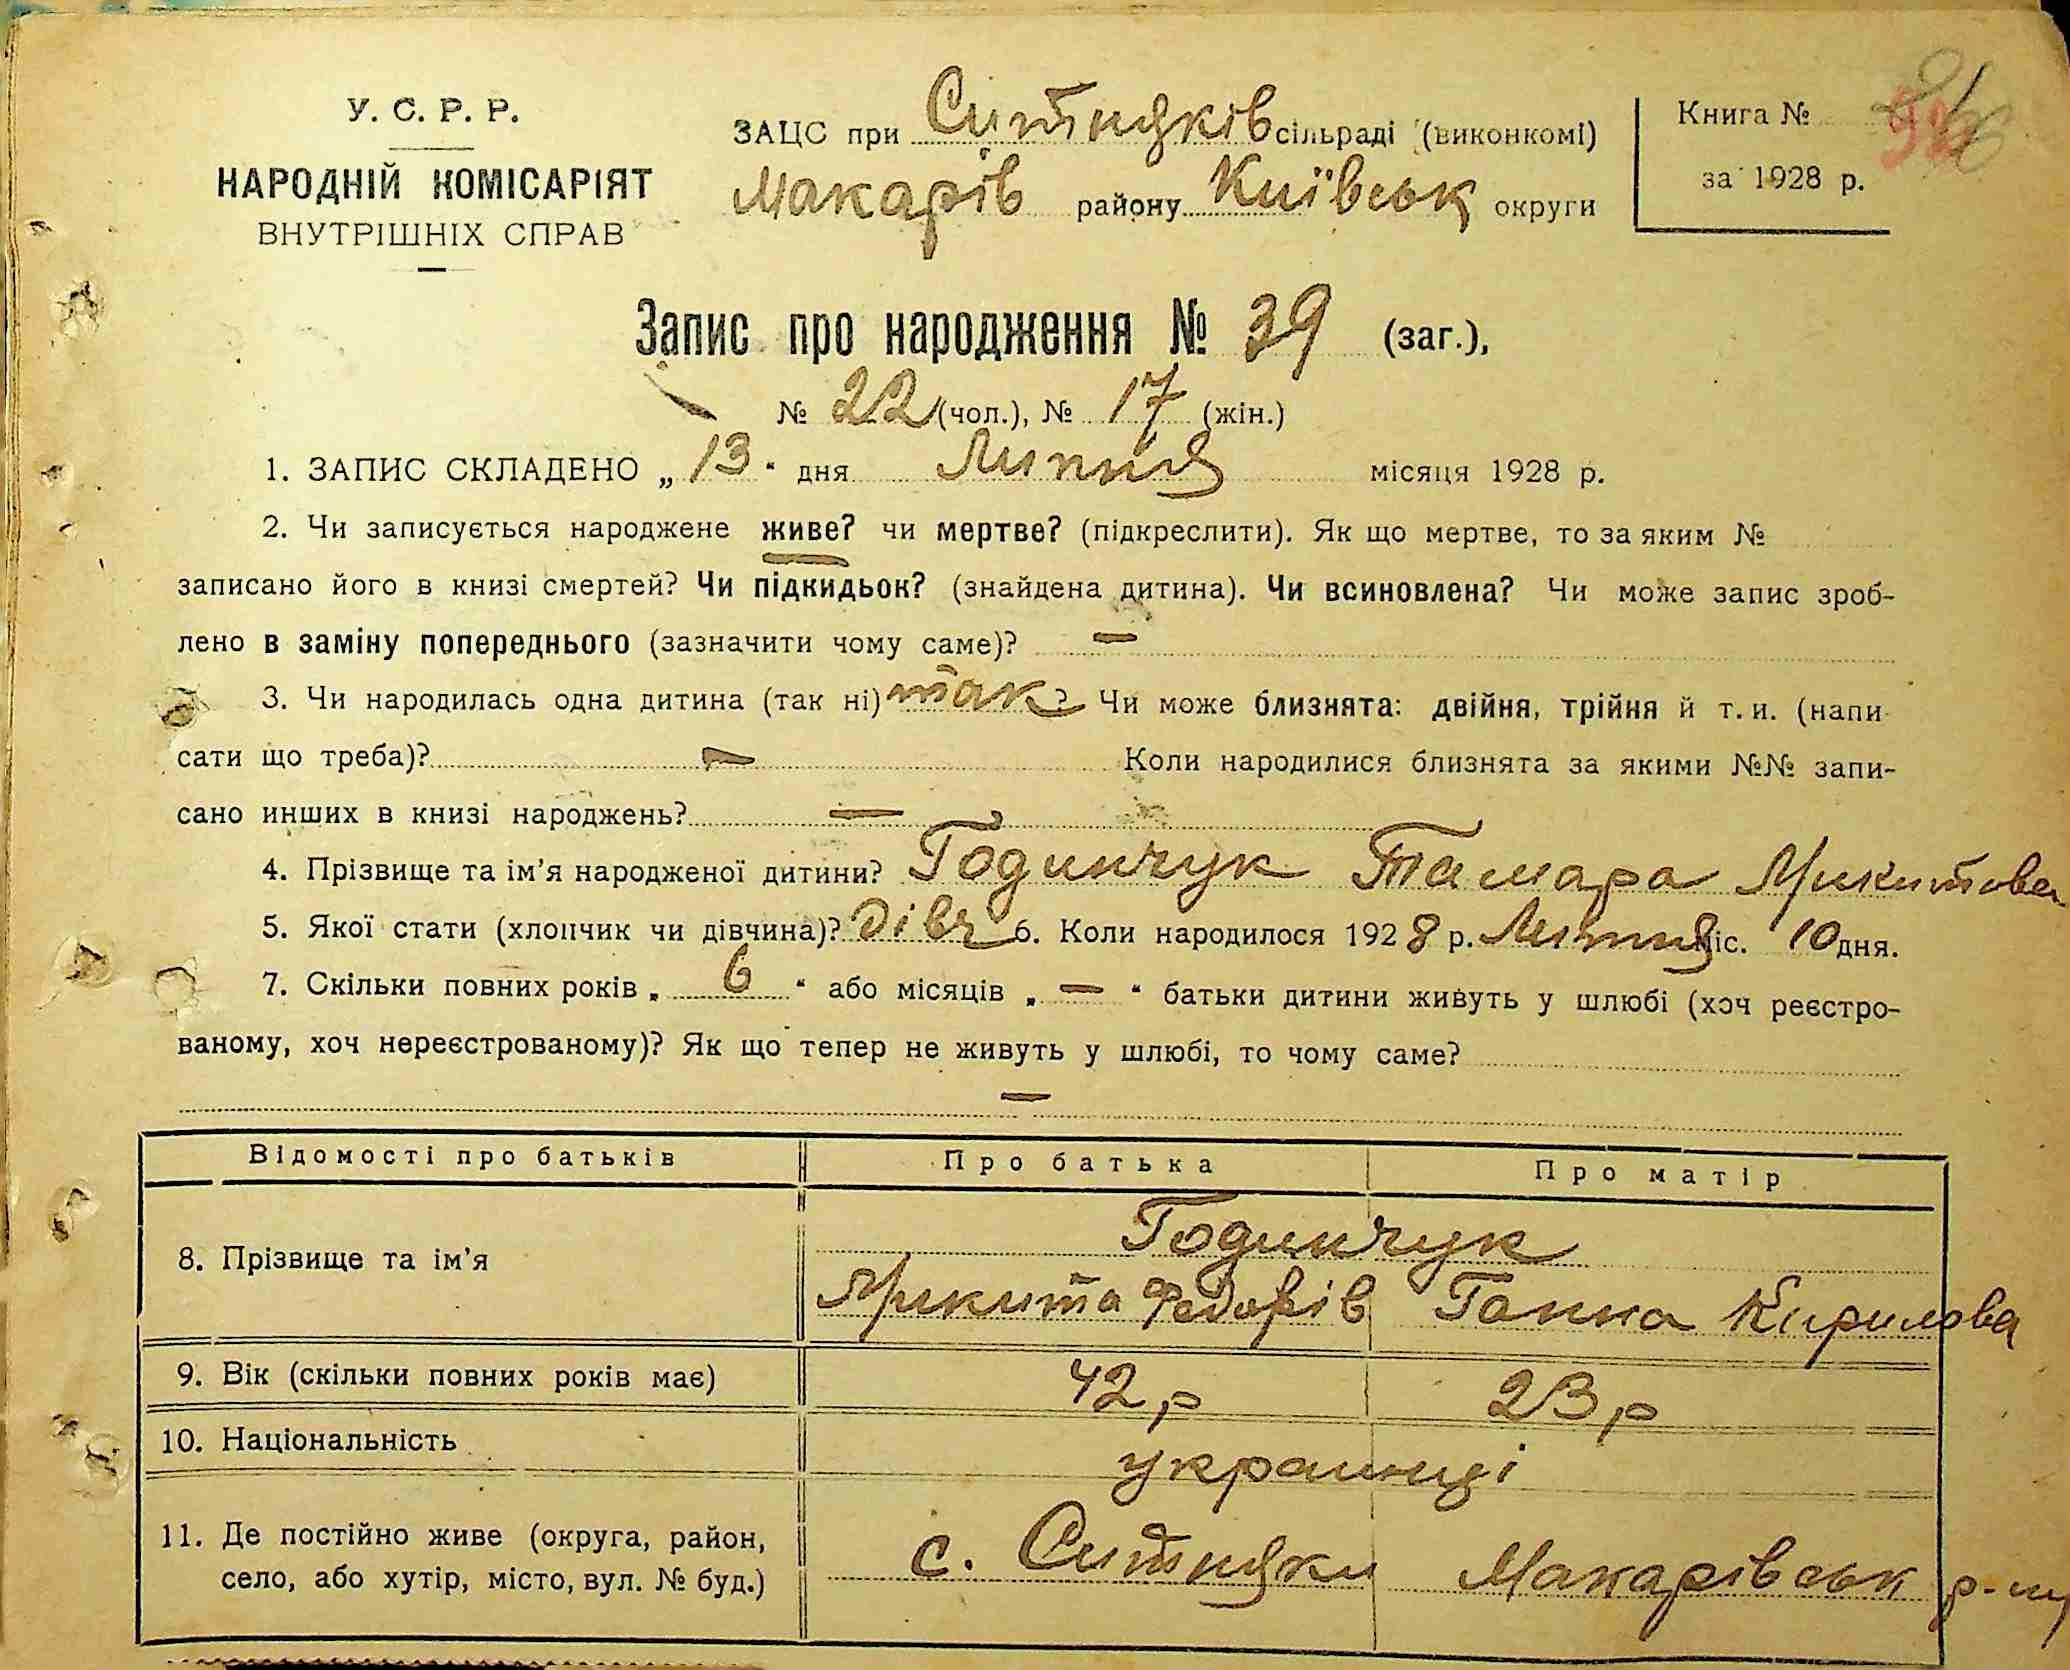 У. С. Р. Р.
НАРОДНІЙ КОМІСАРІЯТ
ВНУТРІШНІХ СПРАВ
ЗАЦС при Ситняків сільраді (виконкомі)
Макарів району Київськ округи
Книга №
за 1928 р.
Запис про народження № 39 (заг.),
№ 22 (чол.), № 17 (жін.)
1. ЗАПИС СКЛАДЕНО „ 13 “ дня Липня місяця 1928 р.
2. Чи записується народжене живе? чи мертве? (підкреслити). Як що мертве, то за яким №
записано його в книзі смертей? Чи підкидьок? (знайдена дитина). Чи всиновлена? Чи може запис зроб-
лено в заміну попереднього (зазначити чому саме)? —
3. Чи народилась одна дитина (так ні) так? Чи може близнята: двійня, трійня й т. и. (напи
сати що треба)? — Коли народилися близнята за якими №№ запи-
сано инших в книзі народжень? —
4. Прізвище та ім'я народженої дитини? Годинчук Тамара Микитова
5. Якої стати (хлопчик чи дівчина)? Дівч 6. Коли народилося 1928 р. Липня міс. 10 дня.
7. Скільки повних років „ 6 “ або місяців „ — “ батьки дитини живуть у шлюбі (хоч реєстро-
ваному, хоч нереєстрованому)? Як що тепер не живуть у шлюбі, то чому саме?
—
Відомості про батьків Про батька Про матір
Годинчук
8. Прізвище та ім'я
Микита Федорів Ганна Кирилова
9. Вік (скільки повних років має) 42 р 23 р
10. Національність украинці
11. Де постійно живе (округа, район,
село, або хутір, місто, вул. № буд.) с. Ситняки Макарівськ р-ну